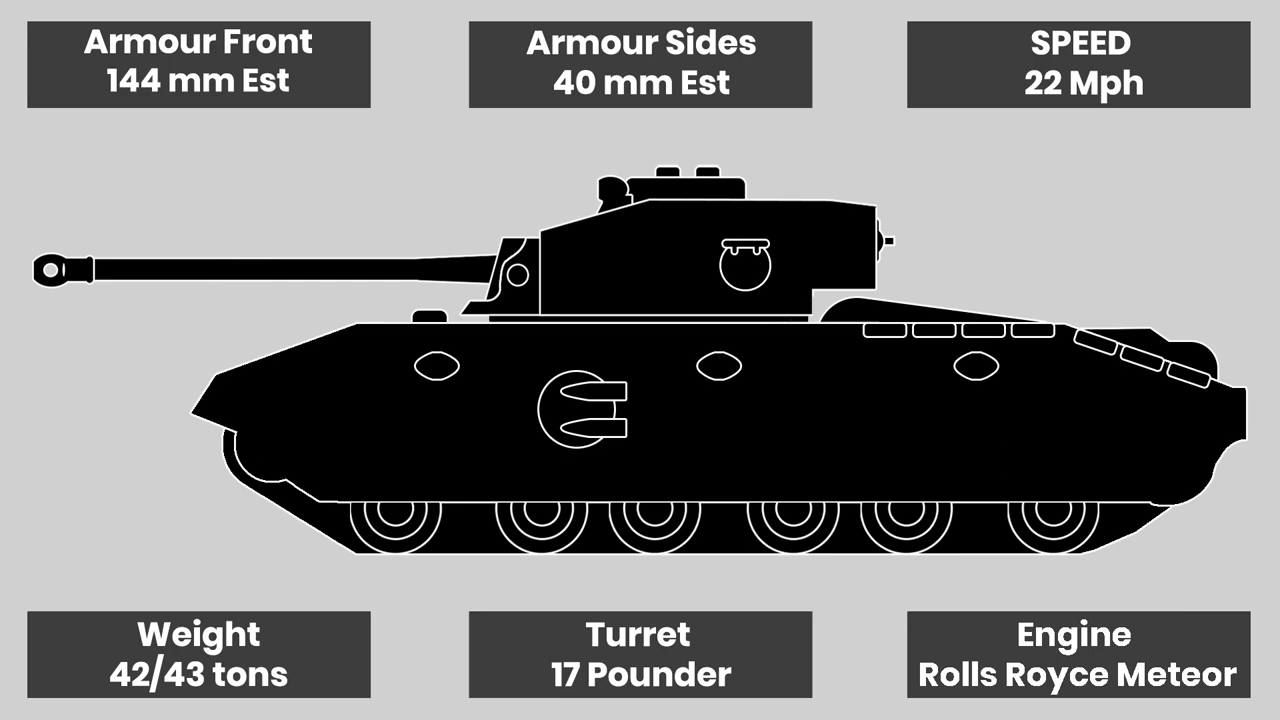 Armour Front
144 mm Est
Armour Sides
40 mm Est
SPEED
22 Mph
Weight
42/43 tons
Turret
17 Pounder
Engine
Rolls Royce Meteor